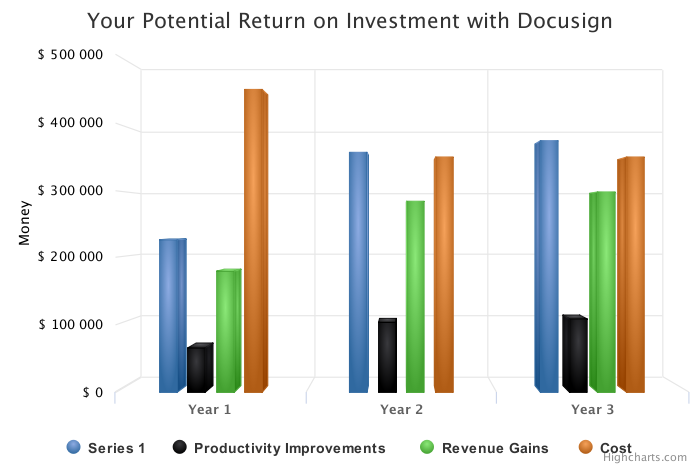 Your Potential Return on Investment with Docusign
$ 500 000
$ 400 000
$ 300 000
$ 200 000
$ 100 000
$ 0
Money
Year 1 Year 2 Year 3
Series 1 Productivity Improvements Revenue Gains Cost
Highcharts.com